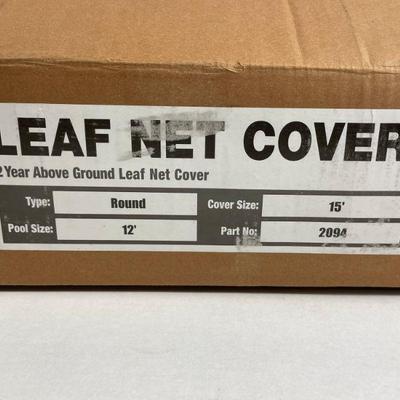 LEAF NET COVER
2 Year Above Ground Leaf Net Cover
Type: Round Cover Size: 15'
Pool Size: 12' Part No: 2094